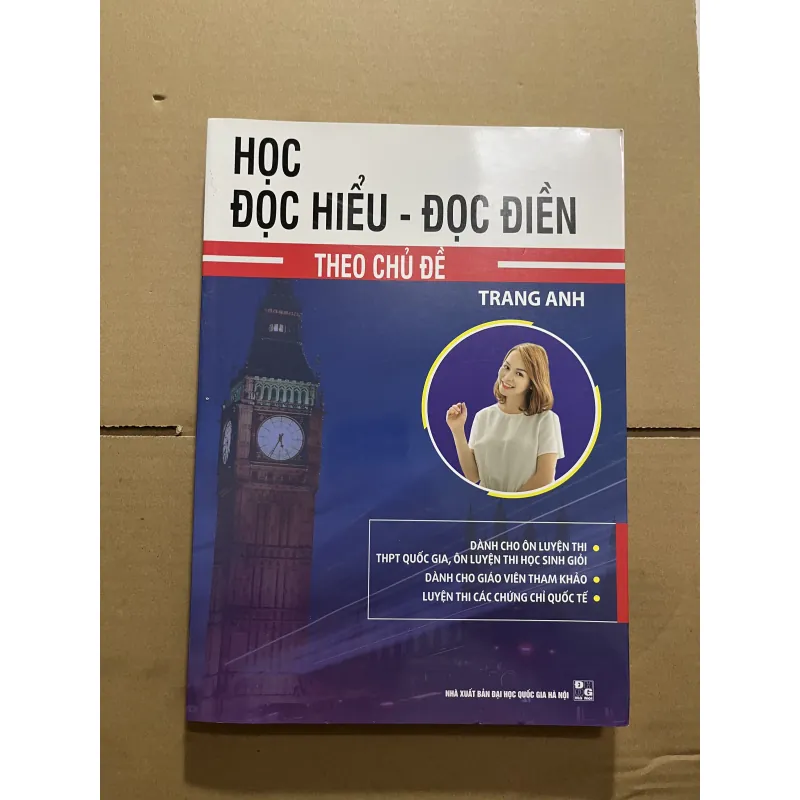 HỌC
ĐỌC HIỂU - ĐỌC ĐIỀN
THEO CHỦ ĐỀ
TRANG ANH
DÀNH CHO ÔN LUYỆN THI
THPT QUỐC GIA, ÔN LUYỆN THI HỌC SINH GIỎI
DÀNH CHO GIÁO VIÊN THAM KHẢO
LUYỆN THI CÁC CHỨNG CHỈ QUỐC TẾ
NHÀ XUẤT BẢN ĐẠI HỌC QUỐC GIA HÀ NỘI